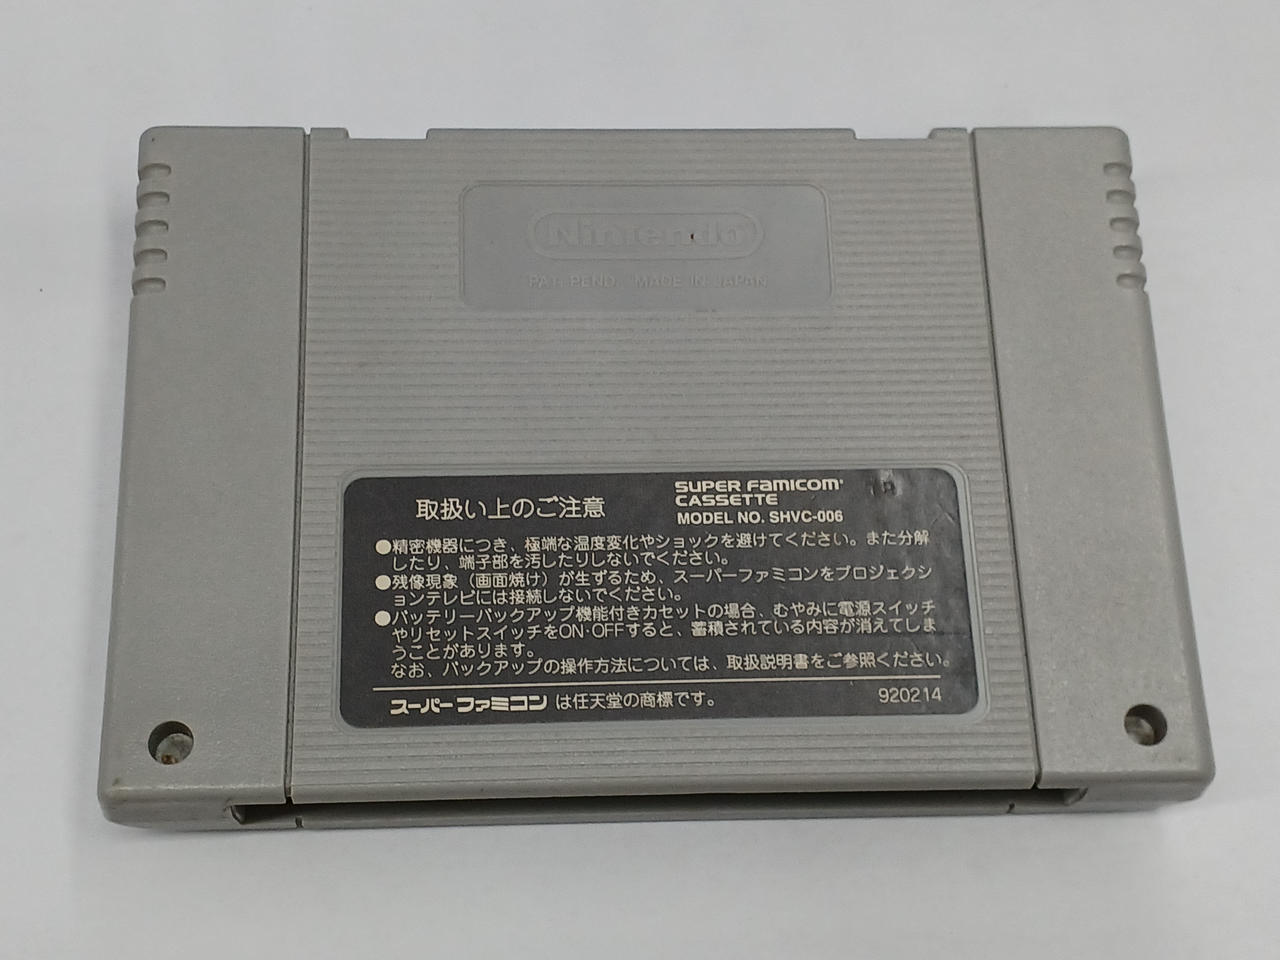 Nintendo
PAT. PEND. MADE IN JAPAN
取扱い上のご注意
SUPER FAMICOM
CASSETTE
MODEL NO. SHVC-006
●精密機器につき、極端な温度変化やショックを避けてください。また分解
したり、端子部を汚したりしないでください。
●残像現象（画面焼け）が生ずるため、スーパーファミコンをプロジェクシ
ョンテレビには接続しないでください。
●バッテリーバックアップ機能付きカセットの場合、むやみに電源スイッチ
やリセットスイッチをON・OFFすると、蓄積されている内容が消えてしま
うことがあります。
なお、バックアップの操作方法については、取扱説明書をご参照ください。
スーパーファミコン は任天堂の商標です。
920214